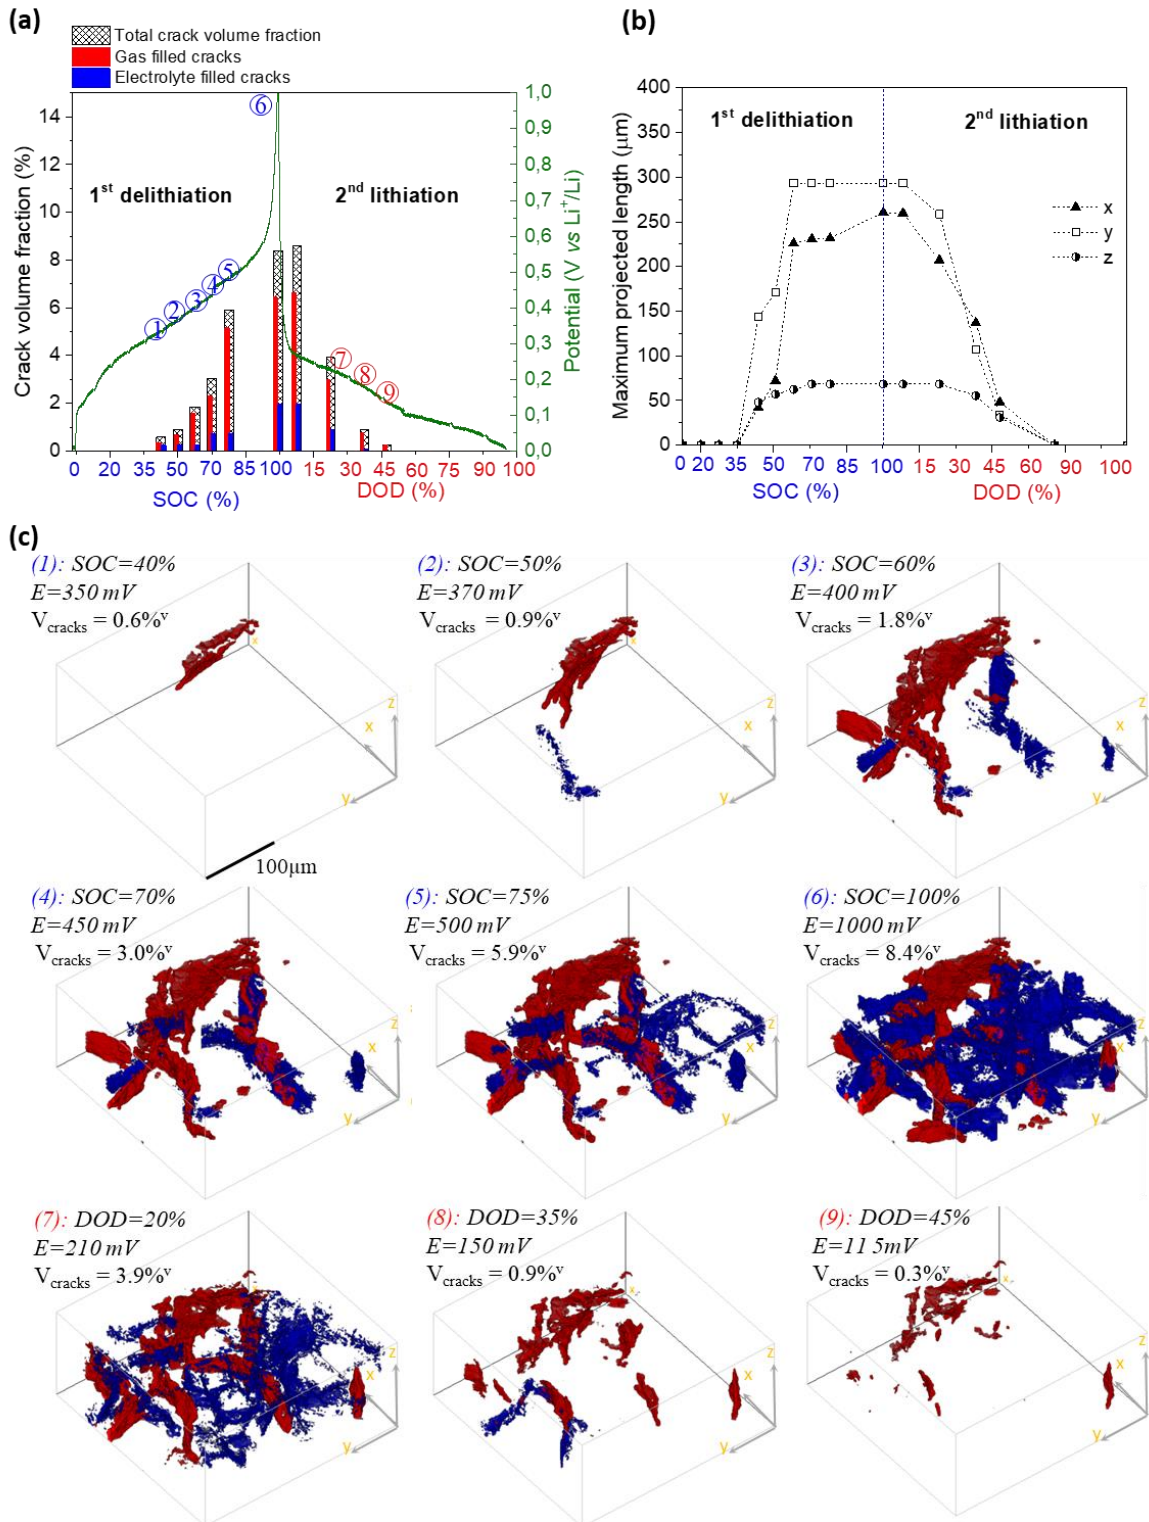 (a)
Total crack volume fraction
Gas filled cracks
Electrolyte filled cracks
14
12
10
8
6
4
2
0
Crack volume fraction (%)
1st delithiation
2nd lithiation
1
2
3
4
5
6
7
8
9
1,0
0,9
0,8
0,7
0,6
0,5
0,4
0,3
0,2
0,1
0,0
Potential (V vs Li+/Li)
0 20 35 50 70 85 100 15 30 45 75 90 100
SOC (%)
DOD (%)
(b)
400
350
300
250
200
150
100
50
0
Maximum projected length (μm)
1st delithiation
2nd lithiation
x
y
z
0 20 35 50 70 85 100 15 30 45 75 90 100
SOC (%)
DOD (%)
(c)
(1): SOC=40%
E=350 mV
Vcracks = 0.6%v
x
z
x
y
100μm
(2): SOC=50%
E=370 mV
Vcracks = 0.9%v
x
z
x
y
(3): SOC=60%
E=400 mV
Vcracks = 1.8%v
z
x
y
(4): SOC=70%
E=450 mV
Vcracks = 3.0%v
z
x
y
(5): SOC=75%
E=500 mV
Vcracks = 5.9%v
z
x
y
(6): SOC=100%
E=1000 mV
Vcracks = 8.4%v
z
x
y
(7): DOD=20%
E=210 mV
Vcracks = 3.9%v
x
z
x
y
(8): DOD=35%
E=150 mV
Vcracks = 0.9%v
x
z
x
y
(9): DOD=45%
E=11 5mV
Vcracks = 0.3%v
x
z
x
y